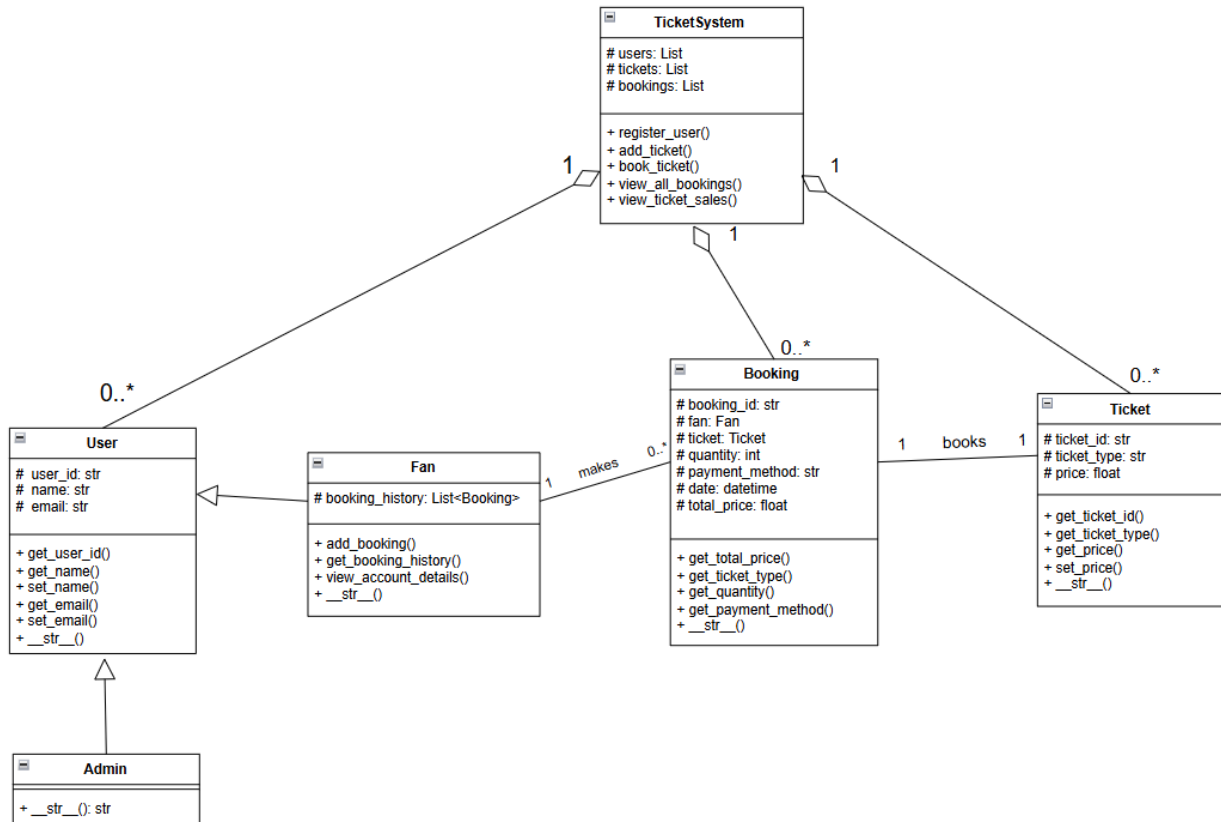 TicketSystem
# users: List
# tickets: List
# bookings: List
+ register_user()
+ add_ticket()
+ book_ticket()
+ view_all_bookings()
+ view_ticket_sales()
1
1
1
0..*
0..*
0..*
User
# user_id: str
# name: str
# email: str
+ get_user_id()
+ get_name()
+ set_name()
+ get_email()
+ set_email()
+ __str__()
Fan
# booking_history: List<Booking>
+ add_booking()
+ get_booking_history()
+ view_account_details()
+ __str__()
1 makes 0..*
Booking
# booking_id: str
# fan: Fan
# ticket: Ticket
# quantity: int
# payment_method: str
# date: datetime
# total_price: float
+ get_total_price()
+ get_ticket_type()
+ get_quantity()
+ get_payment_method()
+ __str__()
1 books 1
Ticket
# ticket_id: str
# ticket_type: str
# price: float
+ get_ticket_id()
+ get_ticket_type()
+ get_price()
+ set_price()
+ __str__()
Admin
+ __str__(): str